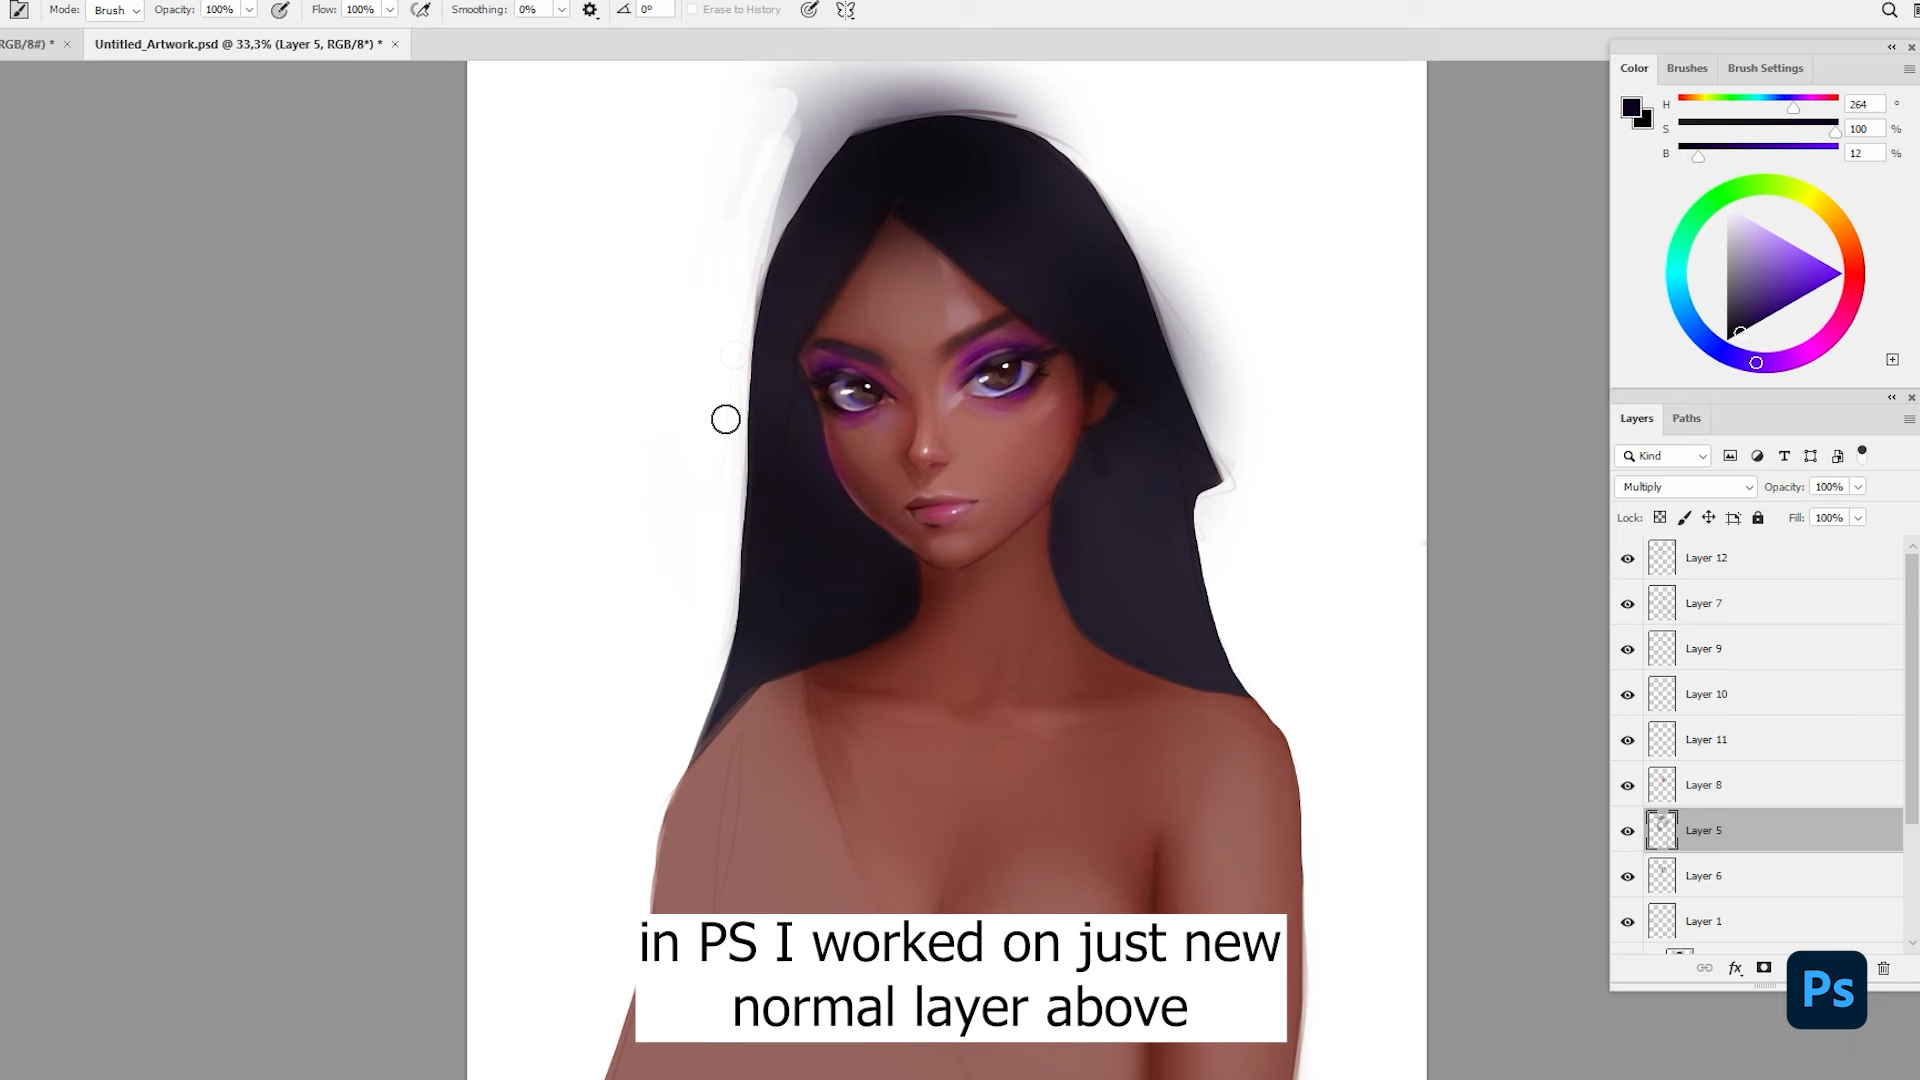 Mode: Brush Opacity: 100% Flow: 100% Smoothing: 0% 0° Erase to History
RGB/8#) * × Untitled_Artwork.psd @ 33,3% (Layer 5, RGB/8*) * ×
Color Brushes Brush Settings
H 264 °
S 100 %
B 12 %
Layers Paths
Kind
Multiply Opacity: 100%
Lock: Fill: 100%
Layer 12
Layer 7
Layer 9
Layer 10
Layer 11
Layer 8
Layer 5
Layer 6
Layer 1
fx
Ps
in PS I worked on just new
normal layer above